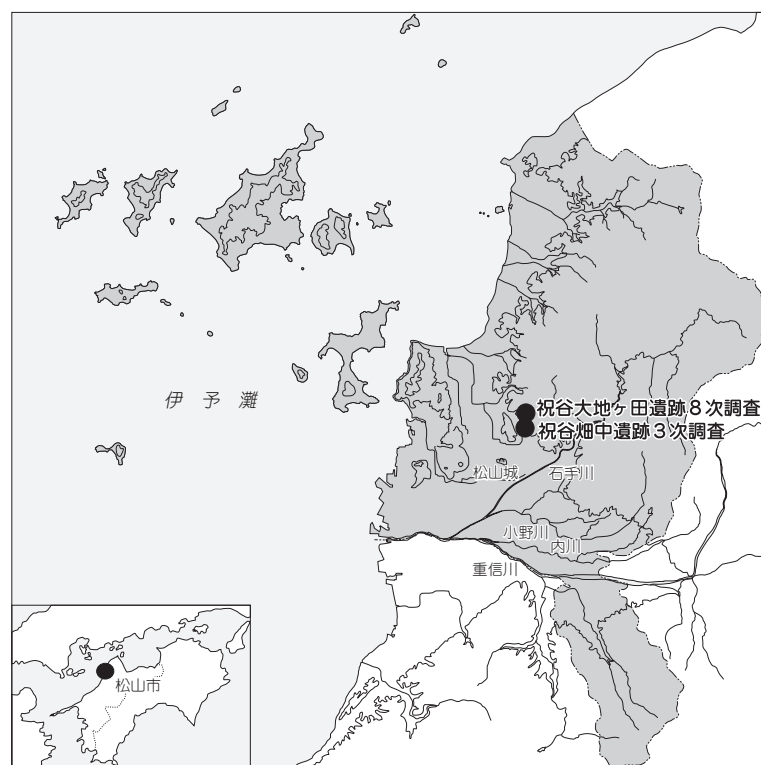 伊予灘
祝谷大地ヶ田遺跡8次調査
祝谷畑中遺跡3次調査
松山城
石手川
小野川
内川
重信川
松山市